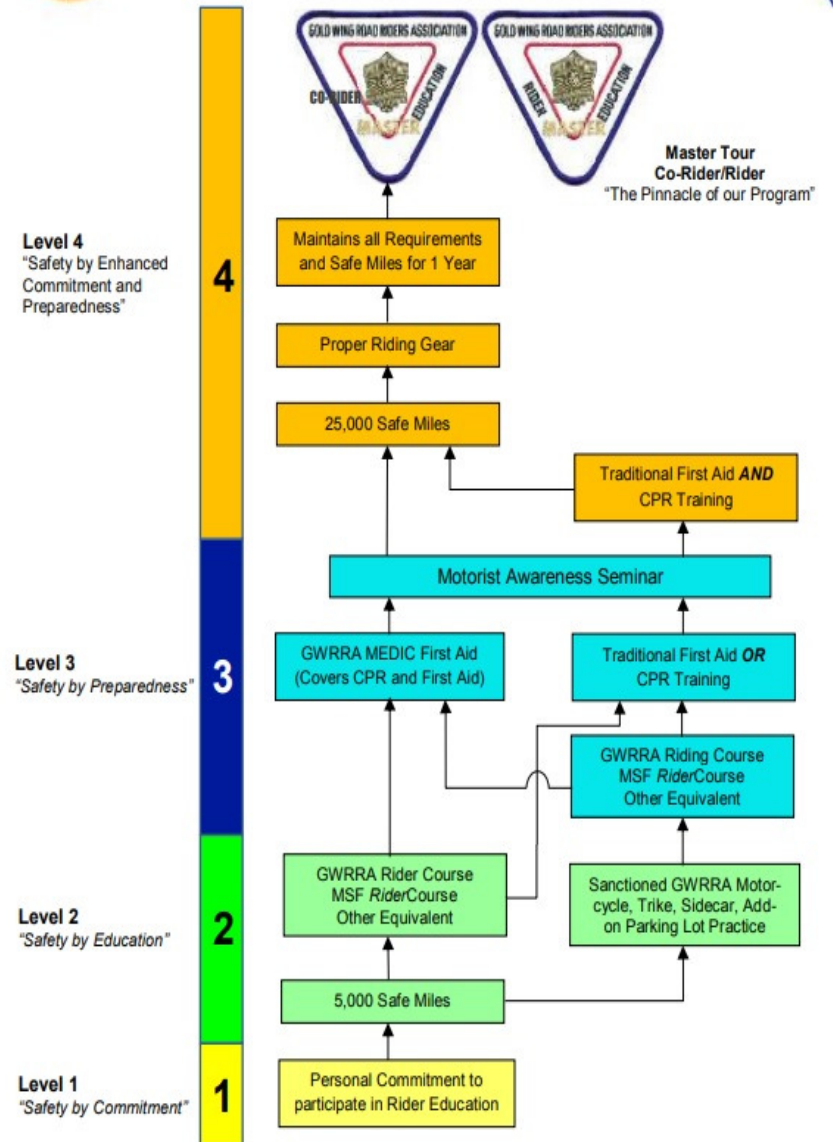 GOLD WING ROAD RIDERS ASSOCIATION
CO-RIDER
EDUCATION
MASTER
GOLD WING ROAD RIDERS ASSOCIATION
RIDER
EDUCATION
MASTER
Master Tour
Co-Rider/Rider
“The Pinnacle of our Program”
Level 4
“Safety by Enhanced
Commitment and
Preparedness”
4
Maintains all Requirements
and Safe Miles for 1 Year
Proper Riding Gear
25,000 Safe Miles
Traditional First Aid AND
CPR Training
Motorist Awareness Seminar
Level 3
“Safety by Preparedness”
3
GWRRA MEDIC First Aid
(Covers CPR and First Aid)
Traditional First Aid OR
CPR Training
GWRRA Riding Course
MSF RiderCourse
Other Equivalent
Level 2
“Safety by Education”
2
GWRRA Rider Course
MSF RiderCourse
Other Equivalent
Sanctioned GWRRA Motor-
cycle, Trike, Sidecar, Add-
on Parking Lot Practice
5,000 Safe Miles
Level 1
“Safety by Commitment”
1
Personal Commitment to
participate in Rider Education